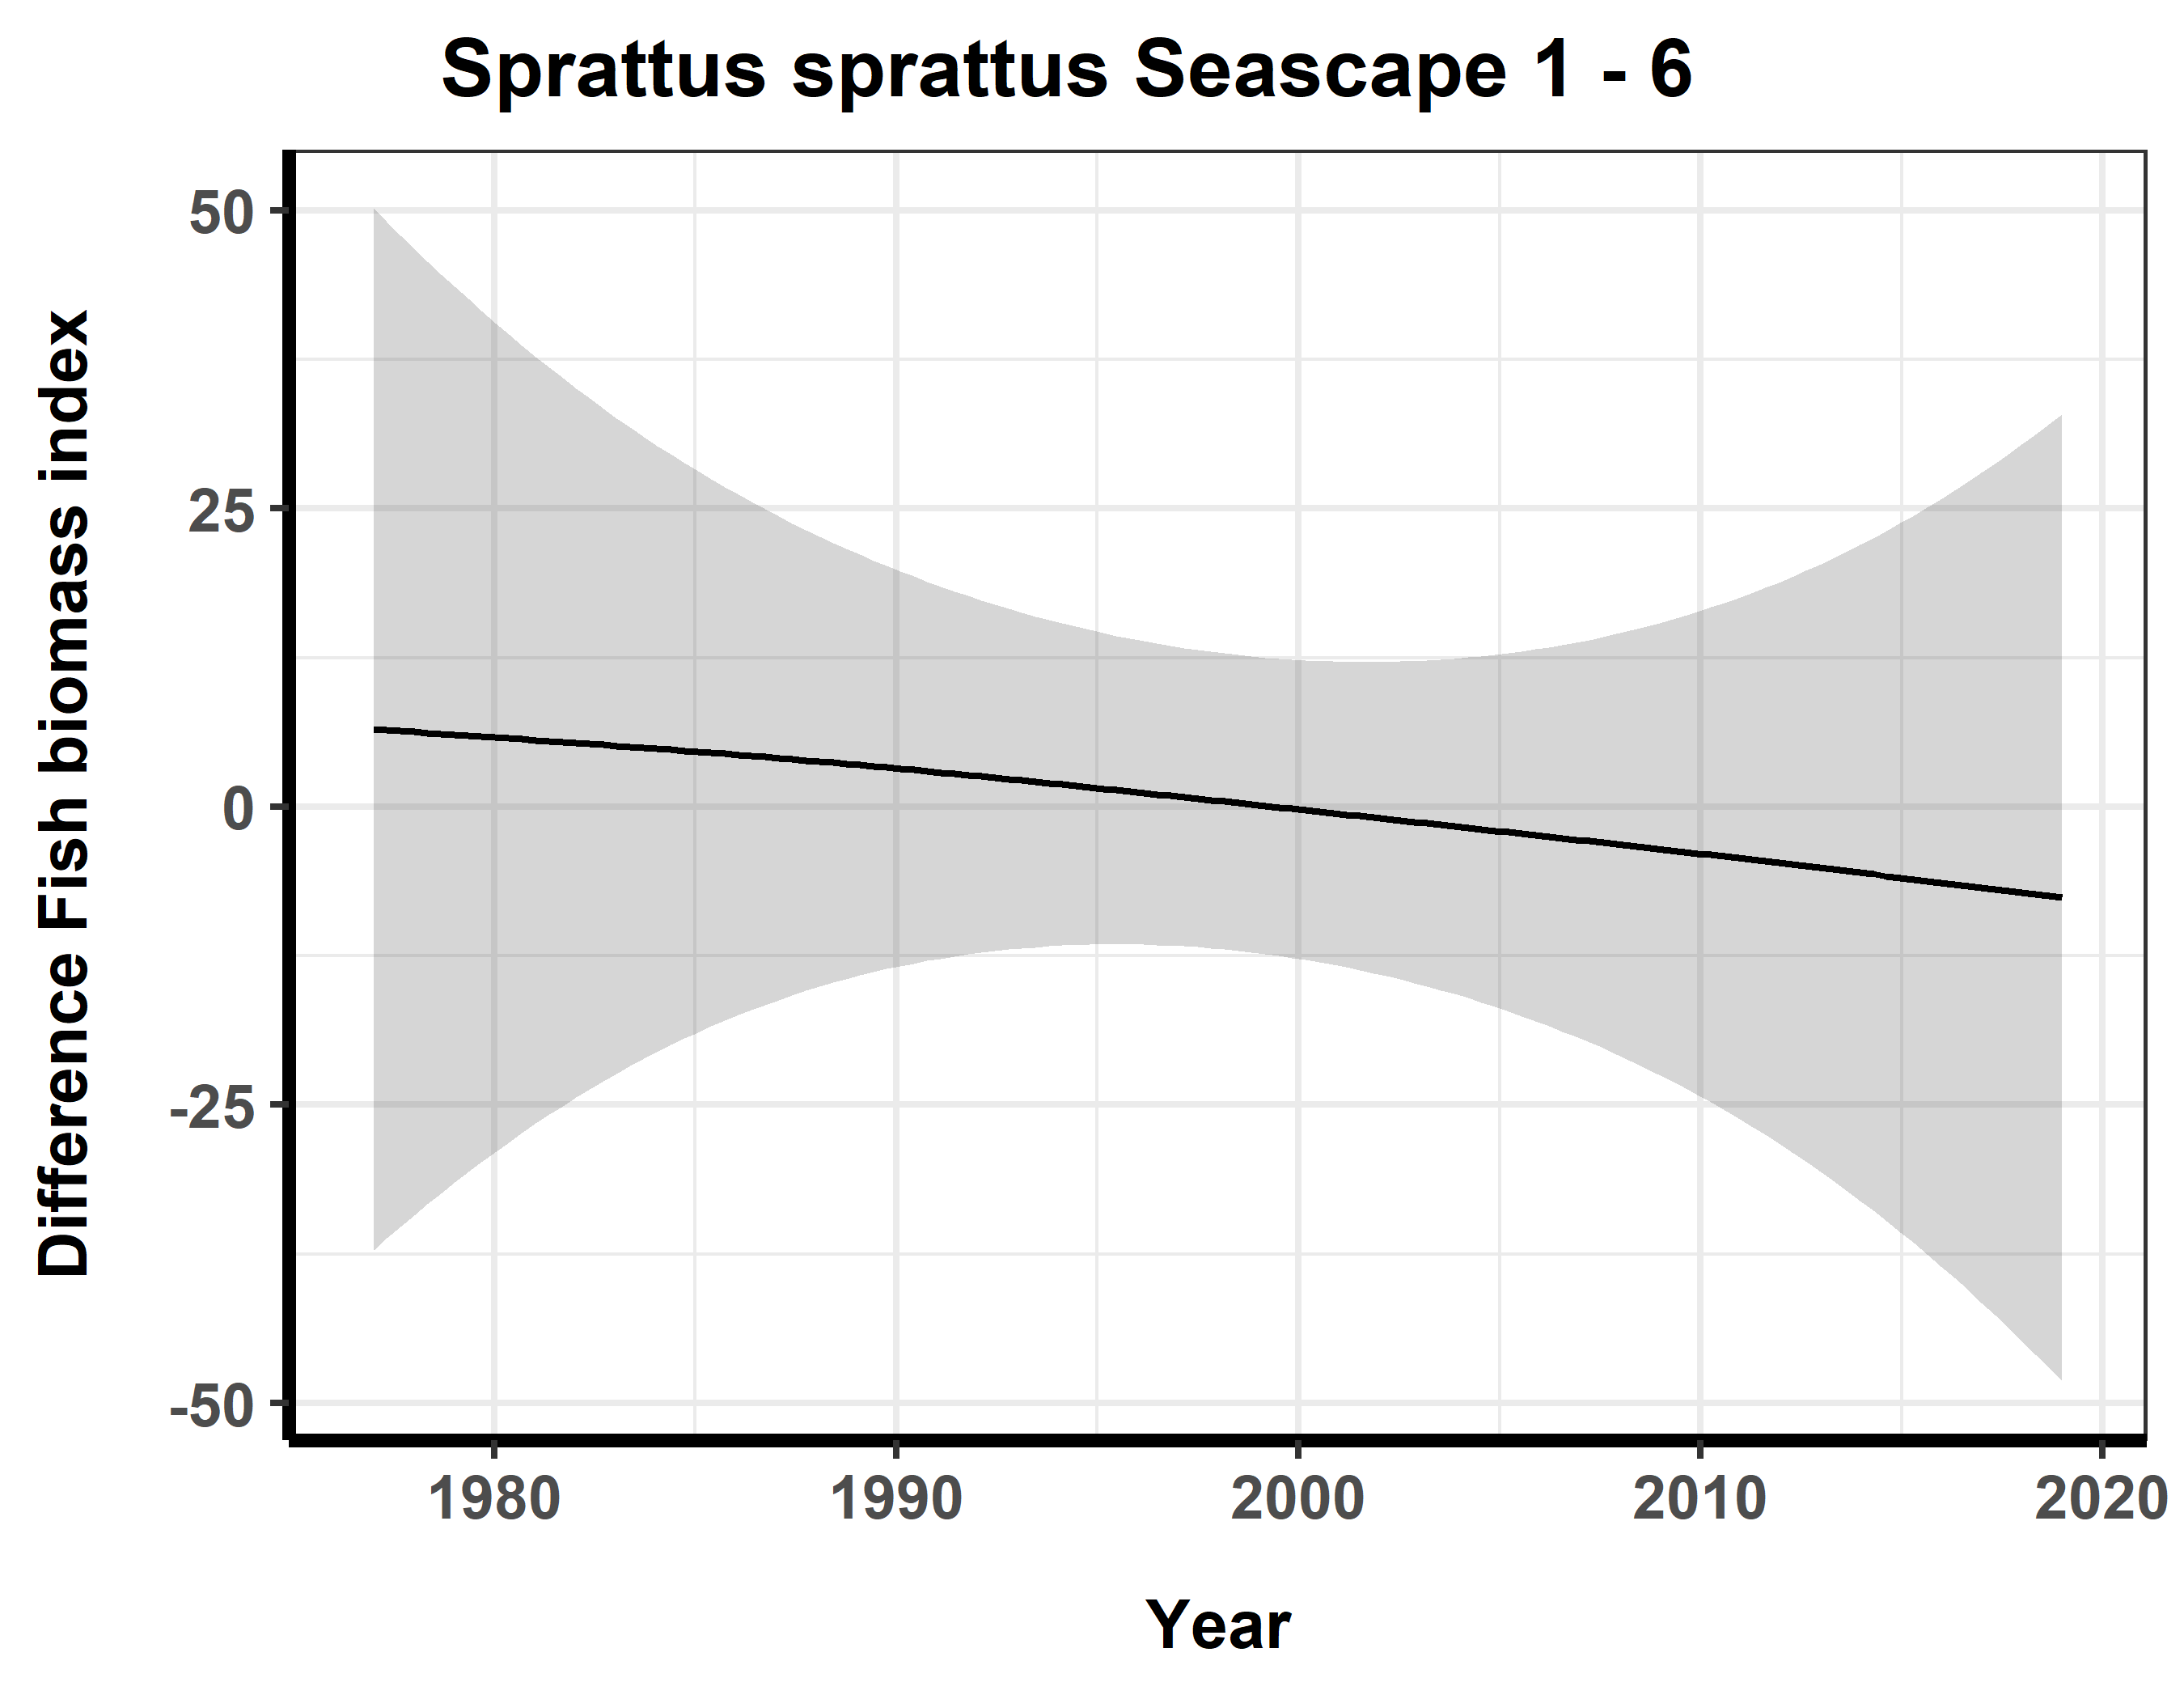 Sprattus sprattus Seascape 1 - 6
Difference Fish biomass index
50
25
0
-25
-50
1980 1990 2000 2010 2020
Year